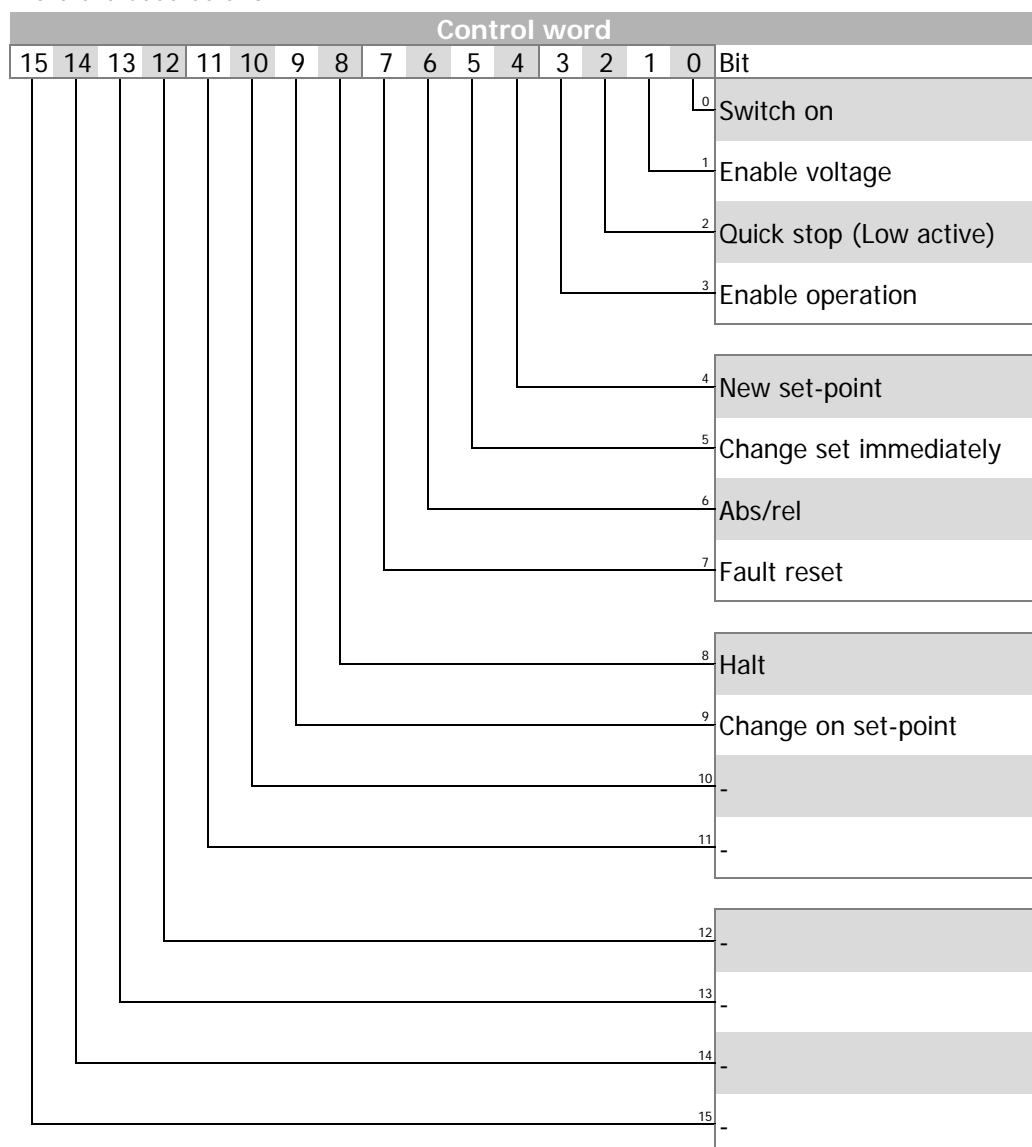 Control word
15 14 13 12 11 10 9 8 7 6 5 4 3 2 1 0 Bit
0 Switch on
1 Enable voltage
2 Quick stop (Low active)
3 Enable operation
4 New set-point
5 Change set immediately
6 Abs/rel
7 Fault reset
8 Halt
9 Change on set-point
10 -
11 -
12 -
13 -
14 -
15 -